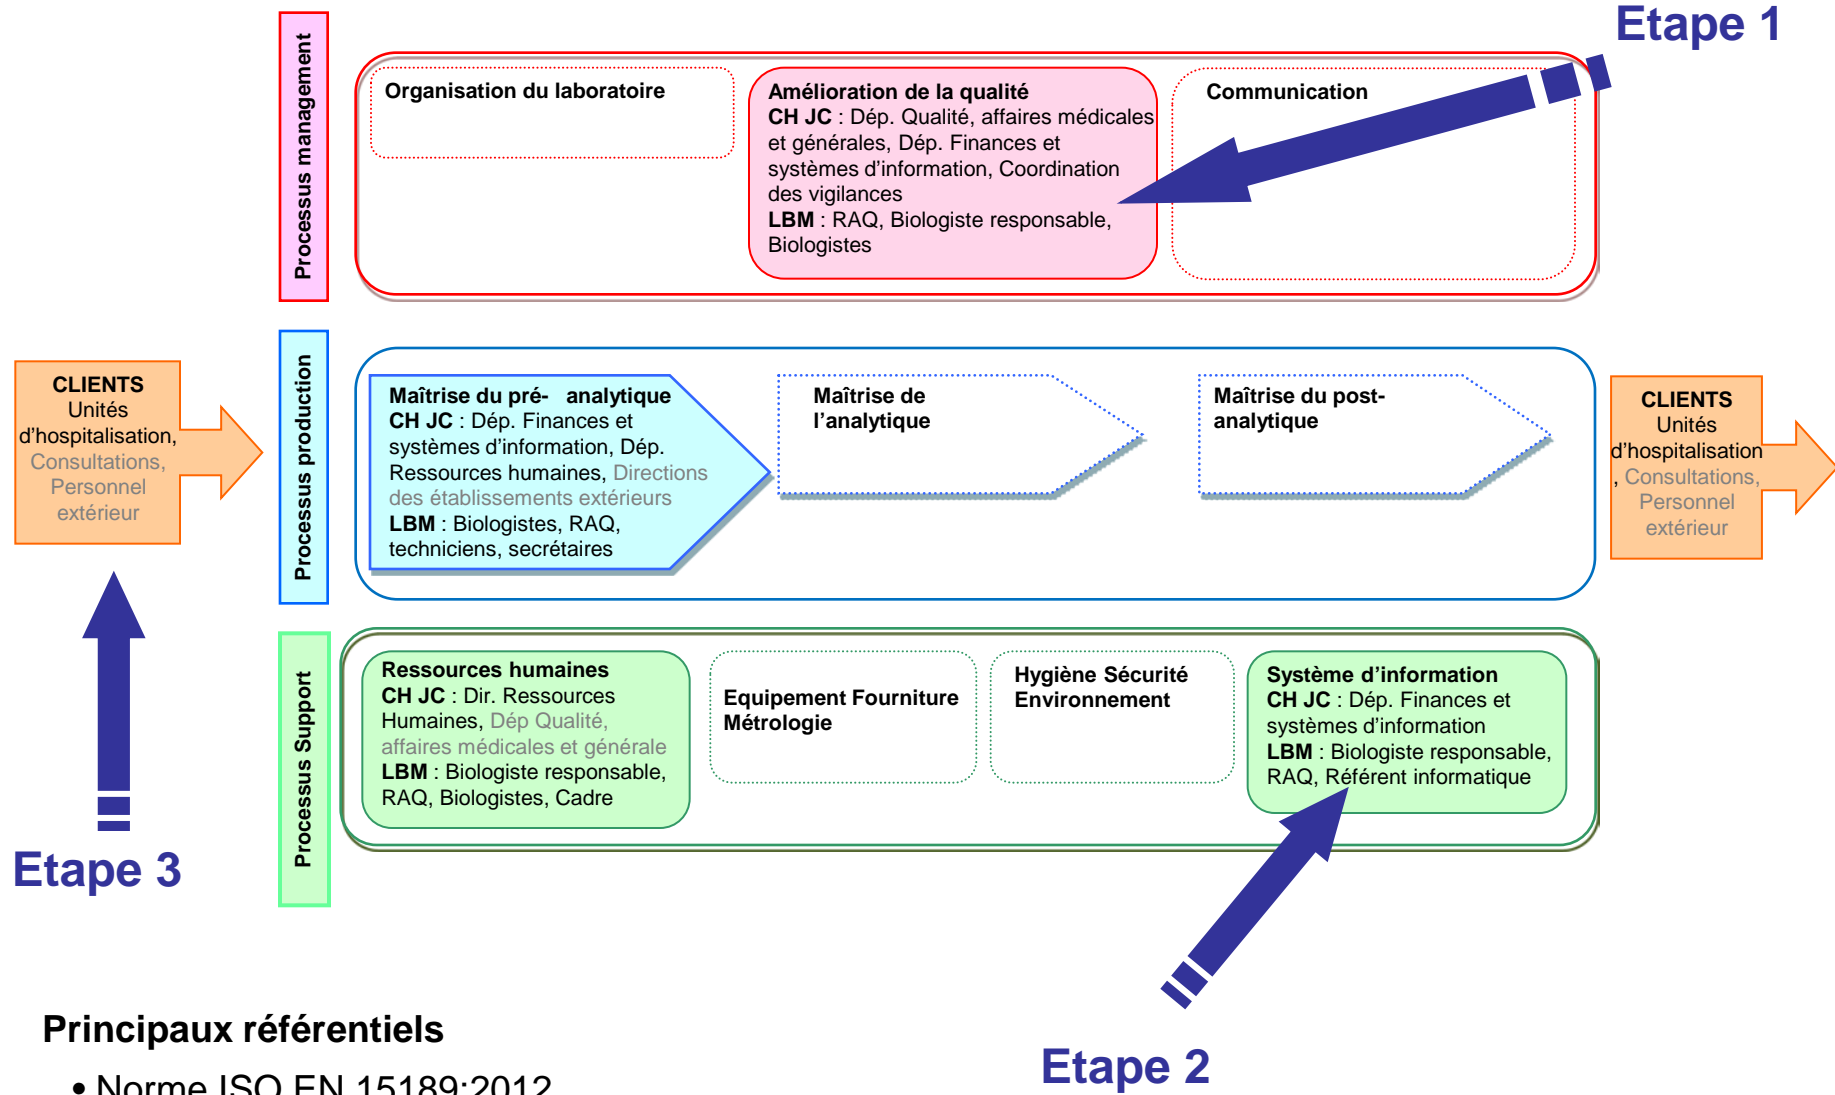 Etape 1
Processus management
Organisation du laboratoire
Amélioration de la qualité
CH JC : Dép. Qualité, affaires médicales
et générales, Dép. Finances et
systèmes d'information, Coordination
des vigilances
LBM : RAQ, Biologiste responsable,
Biologistes
Communication
CLIENTS
Unités
d'hospitalisation,
Consultations,
Personnel
extérieur
Processus production
Maîtrise du pré- analytique
CH JC : Dép. Finances et
systèmes d'information, Dép.
Ressources humaines, Directions
des établissements extérieurs
LBM : Biologistes, RAQ,
techniciens, secrétaires
Maîtrise de
l'analytique
Maîtrise du post-
analytique
CLIENTS
Unités
d'hospitalisation
, Consultations,
Personnel
extérieur
Etape 3
Processus Support
Ressources humaines
CH JC : Dir. Ressources
Humaines, Dép Qualité,
affaires médicales et générale
LBM : Biologiste responsable,
RAQ, Biologistes, Cadre
Equipement Fourniture
Métrologie
Hygiène Sécurité
Environnement
Système d'information
CH JC : Dép. Finances et
systèmes d'information
LBM : Biologiste responsable,
RAQ, Référent informatique
Etape 2
Principaux référentiels
• Norme ISO EN 15189:2012